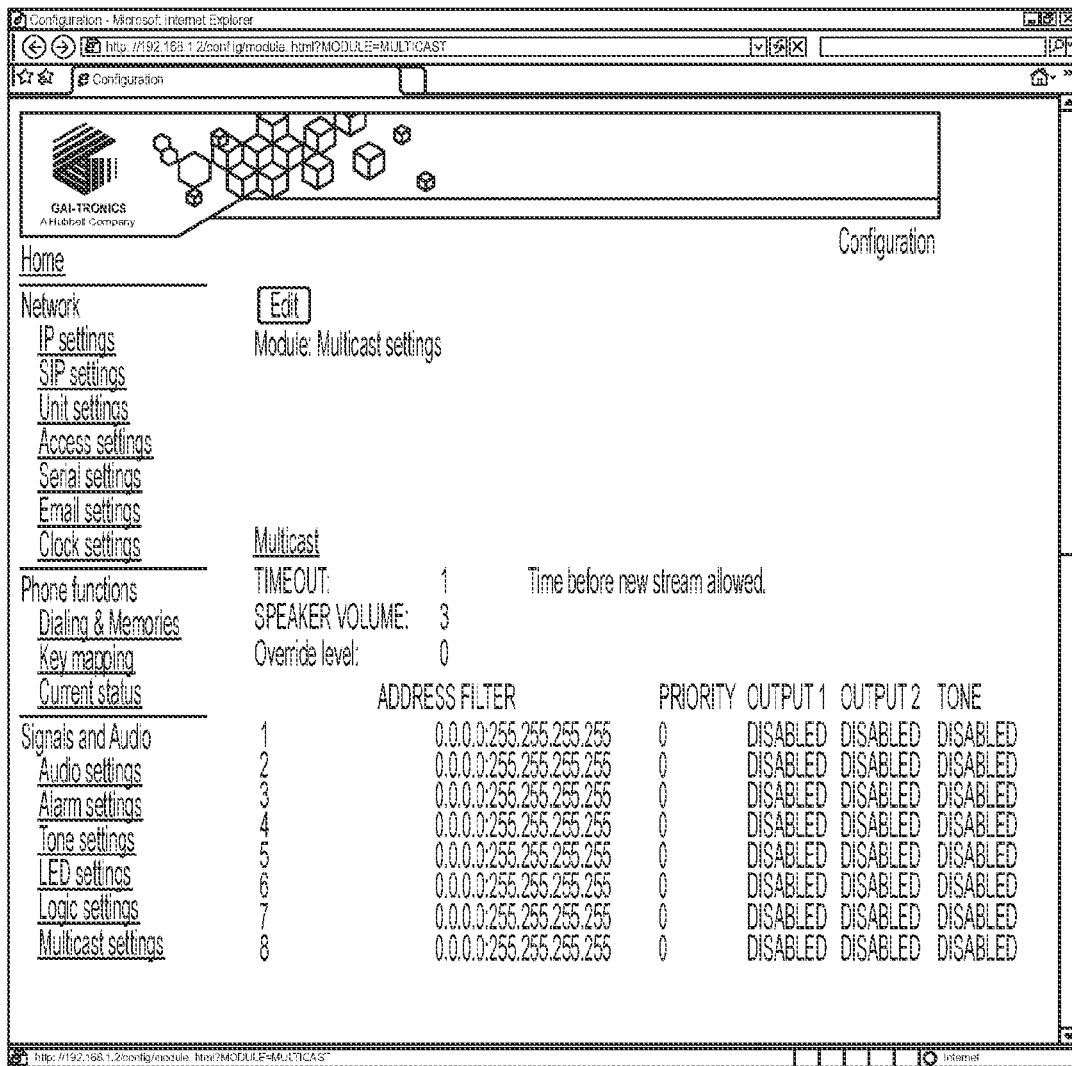 Configuration - Microsoft Internet Explorer
http: //192.168.1.2/config/module. html?MODULE=MULTICAST
Configuration
GAI-TRONICS
A Hubbell Company
Configuration
Home
Network
IP settings
SIP settings
Unit settings
Access settings
Serial settings
Email settings
Clock settings
Phone functions
Dialing & Memories
Key mapping
Current status
Signals and Audio
Audio settings
Alarm settings
Tone settings
LED settings
Logic settings
Multicast settings
Edit
Module: Multicast settings
Multicast
TIMEOUT: 1 Time before new stream allowed.
SPEAKER VOLUME: 3
Override level: 0
ADDRESS FILTER PRIORITY OUTPUT 1 OUTPUT 2 TONE
1 0.0.0.0:255.255.255.255 0 DISABLED DISABLED DISABLED
2 0.0.0.0:255.255.255.255 0 DISABLED DISABLED DISABLED
3 0.0.0.0:255.255.255.255 0 DISABLED DISABLED DISABLED
4 0.0.0.0:255.255.255.255 0 DISABLED DISABLED DISABLED
5 0.0.0.0:255.255.255.255 0 DISABLED DISABLED DISABLED
6 0.0.0.0:255.255.255.255 0 DISABLED DISABLED DISABLED
7 0.0.0.0:255.255.255.255 0 DISABLED DISABLED DISABLED
8 0.0.0.0:255.255.255.255 0 DISABLED DISABLED DISABLED
http: //192.168.1.2/config/module. html?MODULE=MULTICAST
Internet